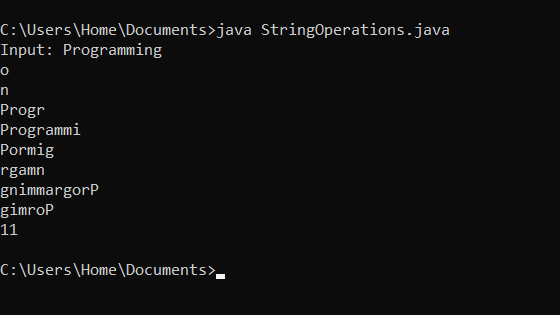 C:\Users\Home\Documents>java StringOperations.java
Input: Programming
o
n
Progr
Programmi
Pormig
rgamn
gnimmargorP
gimroP
11
C:\Users\Home\Documents>